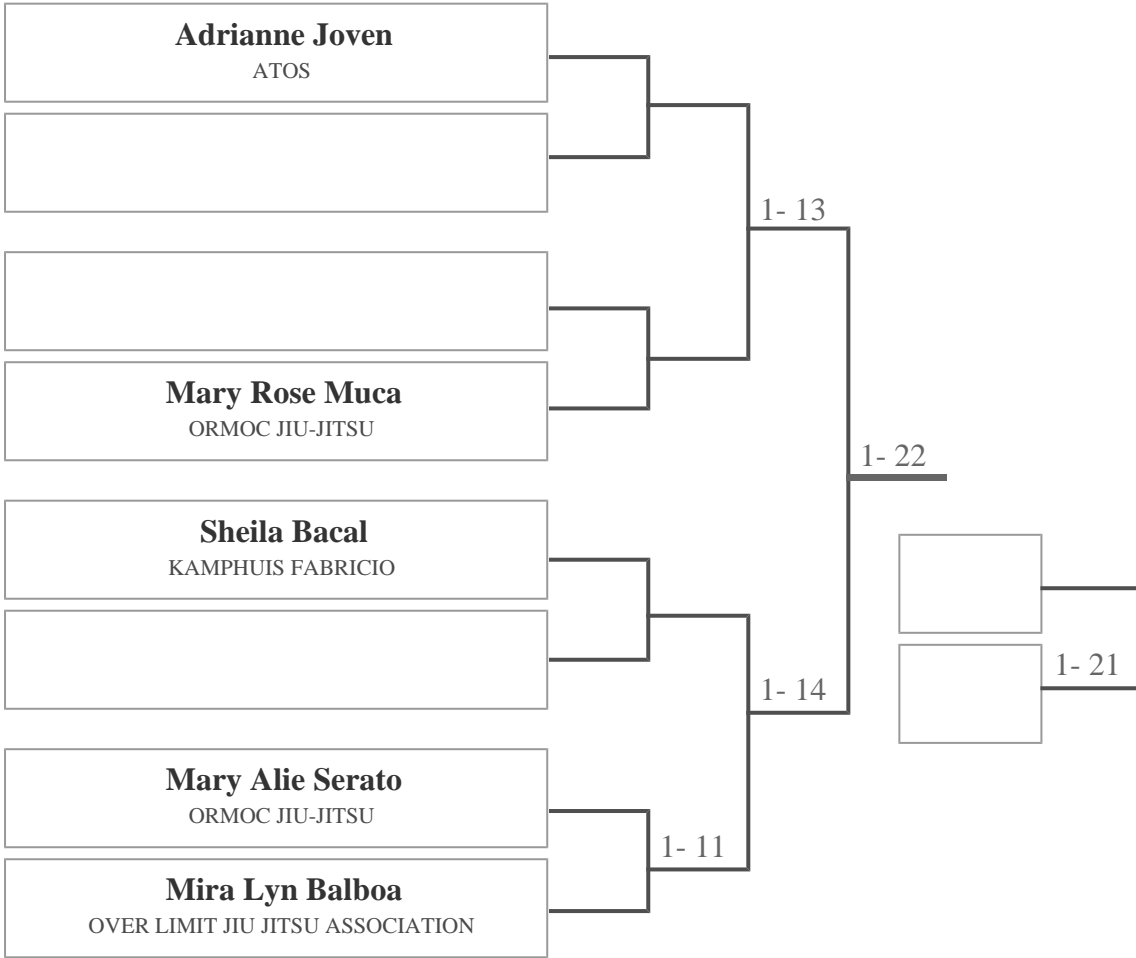 Adrianne Joven
ATOS
1- 13
Mary Rose Muca
ORMOC JIU-JITSU
1- 22
Sheila Bacal
KAMPHUIS FABRICIO
1- 21
1- 14
Mary Alie Serato
ORMOC JIU-JITSU
1- 11
Mira Lyn Balboa
OVER LIMIT JIU JITSU ASSOCIATION